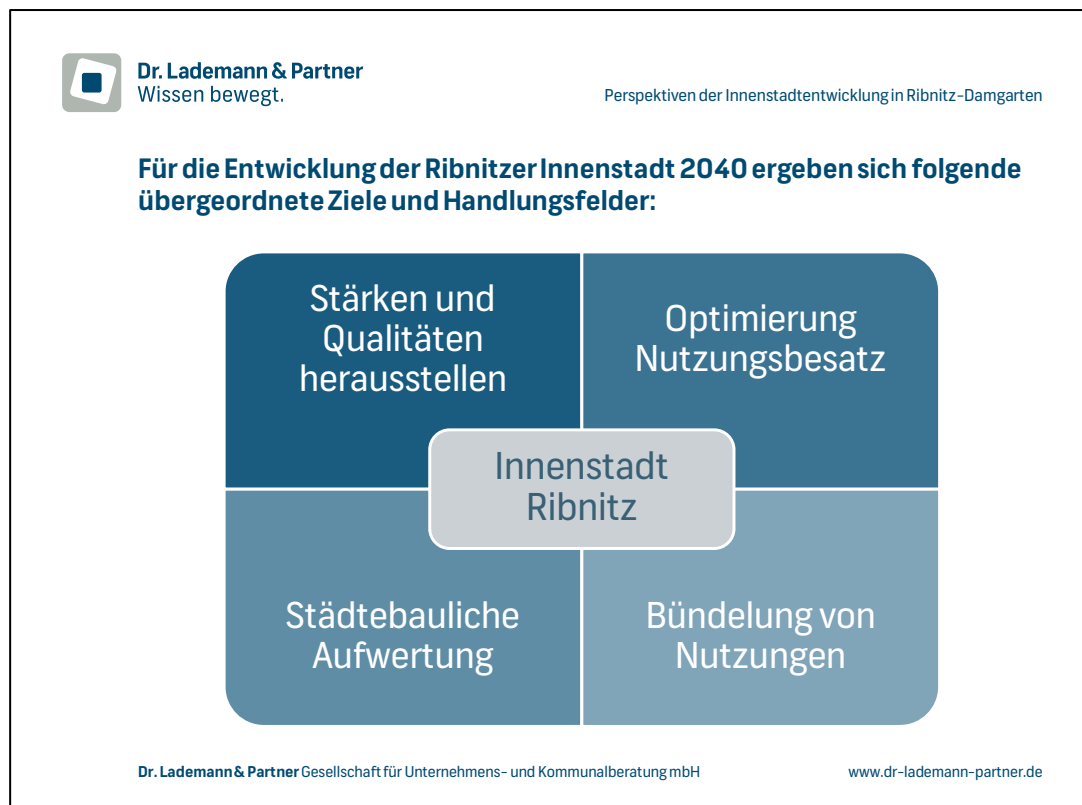 Dr. Lademann & Partner
Wissen bewegt.
Perspektiven der Innenstadtentwicklung in Ribnitz-Damgarten
Für die Entwicklung der Ribnitzer Innenstadt 2040 ergeben sich folgende
übergeordnete Ziele und Handlungsfelder:
Stärken und
Qualitäten
herausstellen
Optimierung
Nutzungsbesatz
Innenstadt
Ribnitz
Städtebauliche
Aufwertung
Bündelung von
Nutzungen
Dr. Lademann & Partner Gesellschaft für Unternehmens- und Kommunalberatung mbH
www.dr-lademann-partner.de